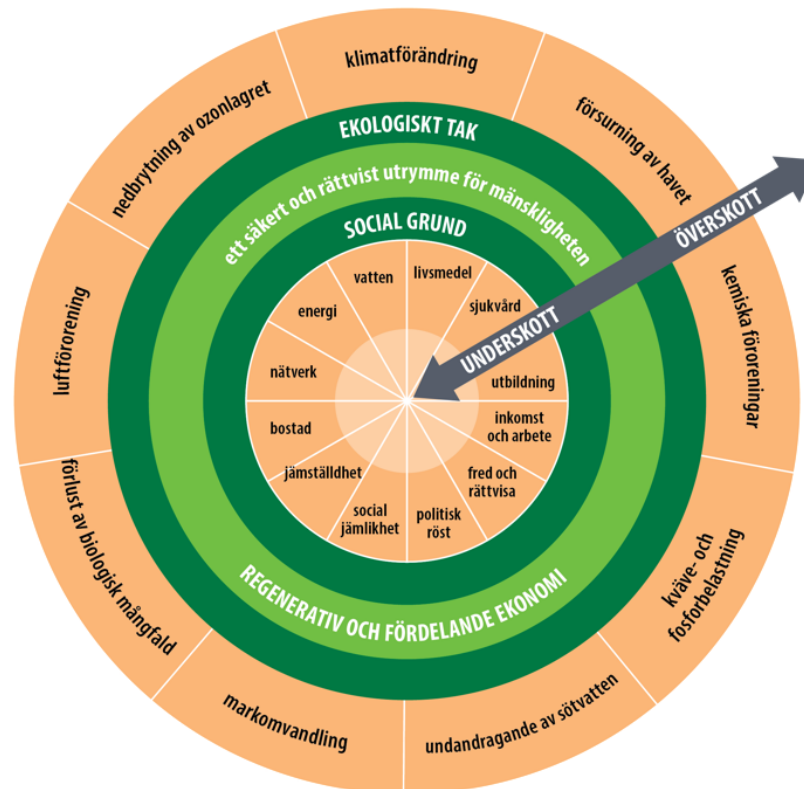 klimatförändring
försurning av havet
kemiska föroreningar
kväve- och
fosforbelastning
undandragande av sötvatten
markomvandling
förlust av biologisk mångfald
luftförorening
nedbrytning av ozonlagret
EKOLOGISKT TAK
ett säkert och rättvist utrymme för mänskligheten
SOCIAL GRUND
ÖVERSKOTT
UNDERSKOTT
livsmedel
sjukvård
utbildning
inkomst
och arbete
fred och
rättvisa
politisk
röst
social
jämlikhet
jämställdhet
bostad
nätverk
energi
vatten
REGENERATIV OCH FÖRDELANDE EKONOMI